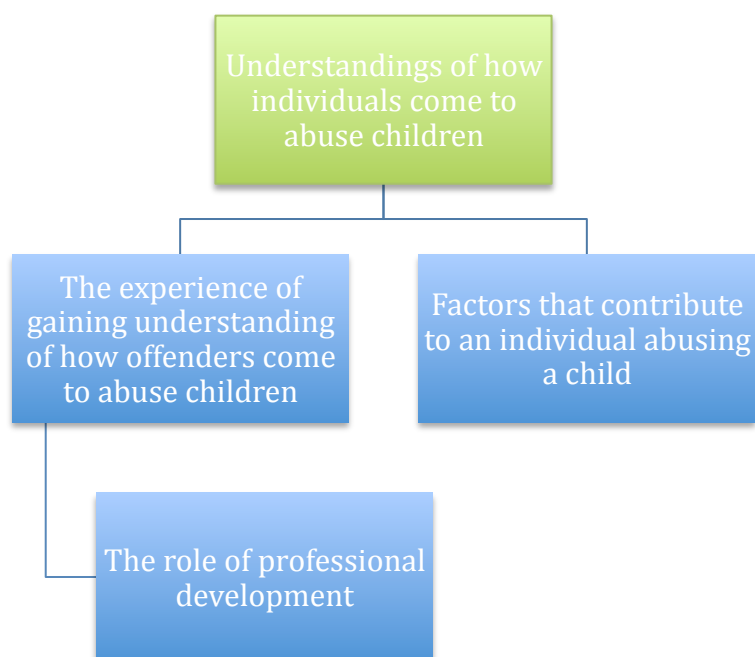 Understandings of how
individuals come to
abuse children
The experience of
gaining understanding
of how offenders come
to abuse children
Factors that contribute
to an individual abusing
a child
The role of professional
development